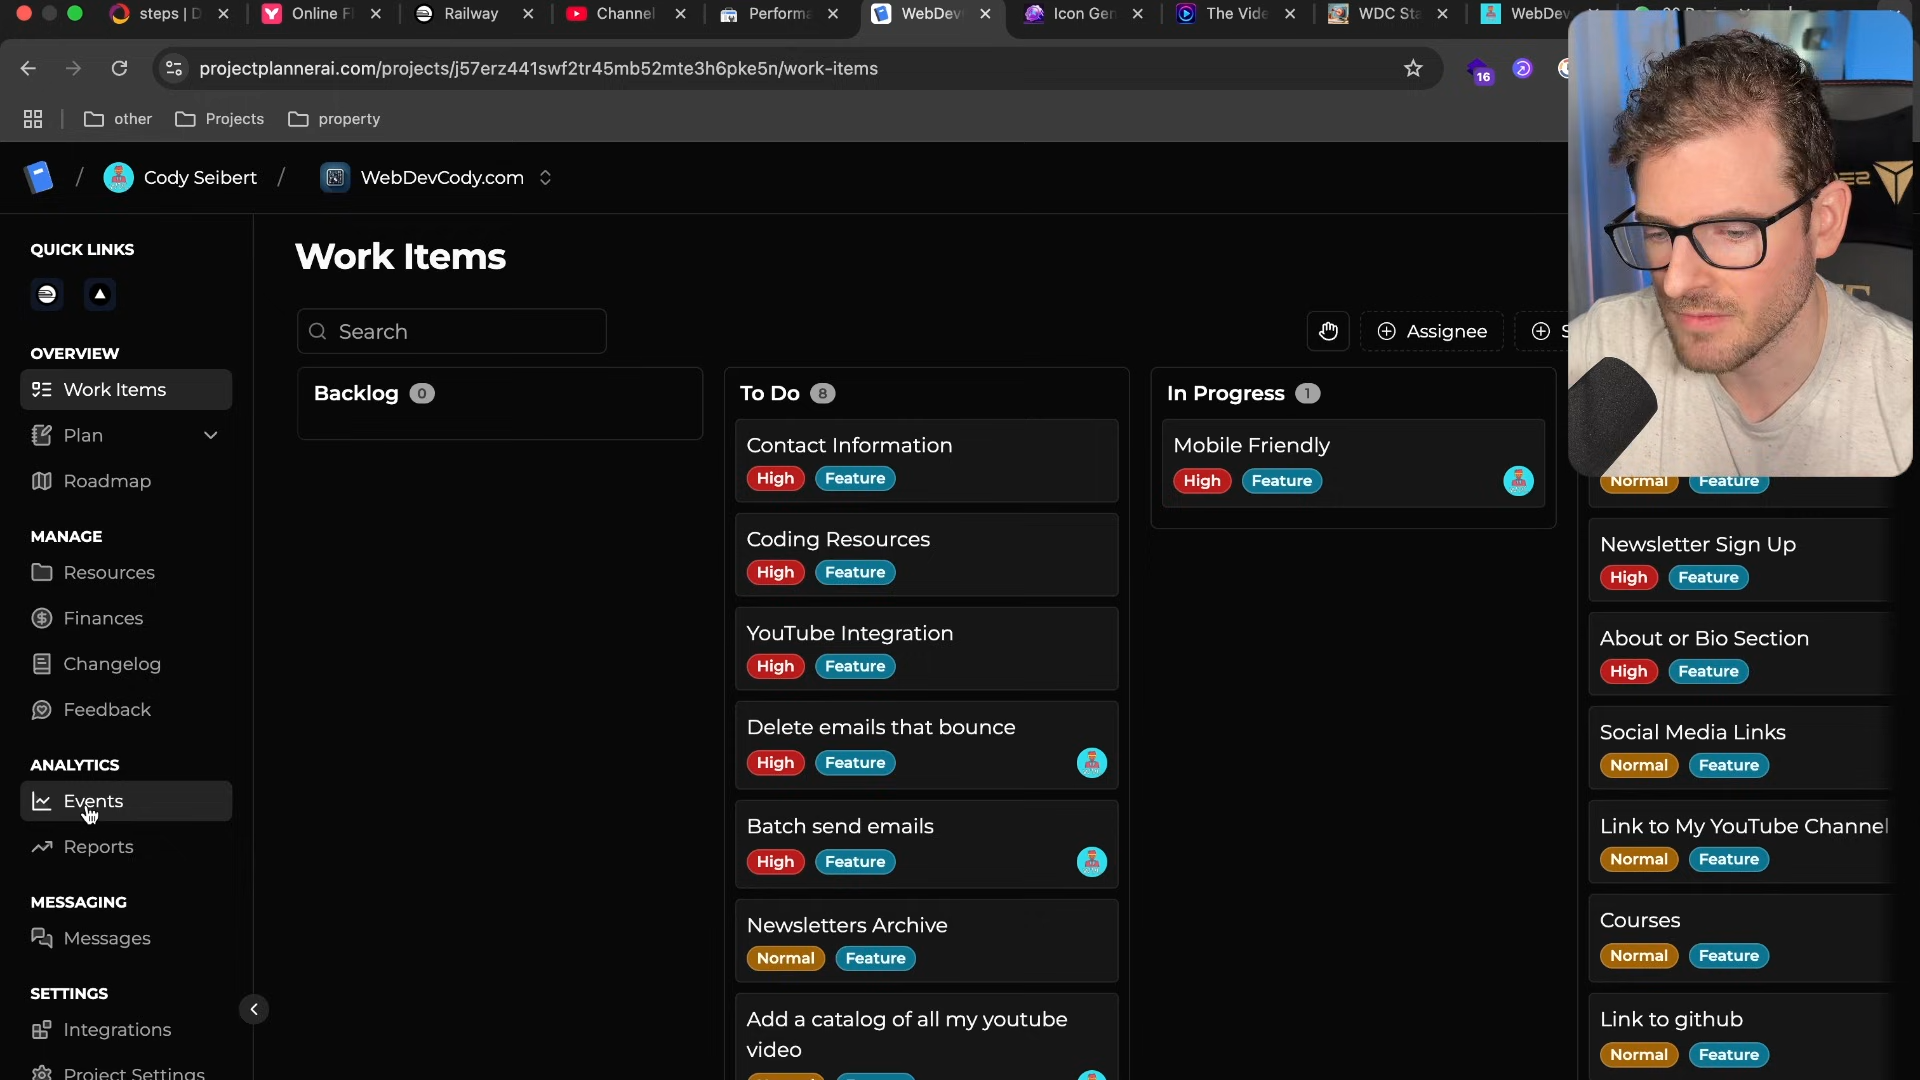 steps | D
Online F
Railway
Channel
Performa
WebDev
Icon Gen
The Vide
WDC Sta
WebDev
projectplannerai.com/projects/j57erz441swf2tr45mb52mte3h6pke5n/work-items
16
other
Projects
property
/
Cody Seibert
/
WebDevCody.com
QUICK LINKS
OVERVIEW
Work Items
Plan
Roadmap
MANAGE
Resources
Finances
Changelog
Feedback
ANALYTICS
Events
Reports
MESSAGING
Messages
SETTINGS
Integrations
Project Settings
Work Items
Search
Assignee
S
Backlog 0
To Do 8
Contact Information
High Feature
Coding Resources
High Feature
YouTube Integration
High Feature
Delete emails that bounce
High Feature
Batch send emails
High Feature
Newsletters Archive
Normal Feature
Add a catalog of all my youtube
video
In Progress 1
Mobile Friendly
High Feature
Normal Feature
Newsletter Sign Up
High Feature
About or Bio Section
High Feature
Social Media Links
Normal Feature
Link to My YouTube Channel
Normal Feature
Courses
Normal Feature
Link to github
Normal Feature